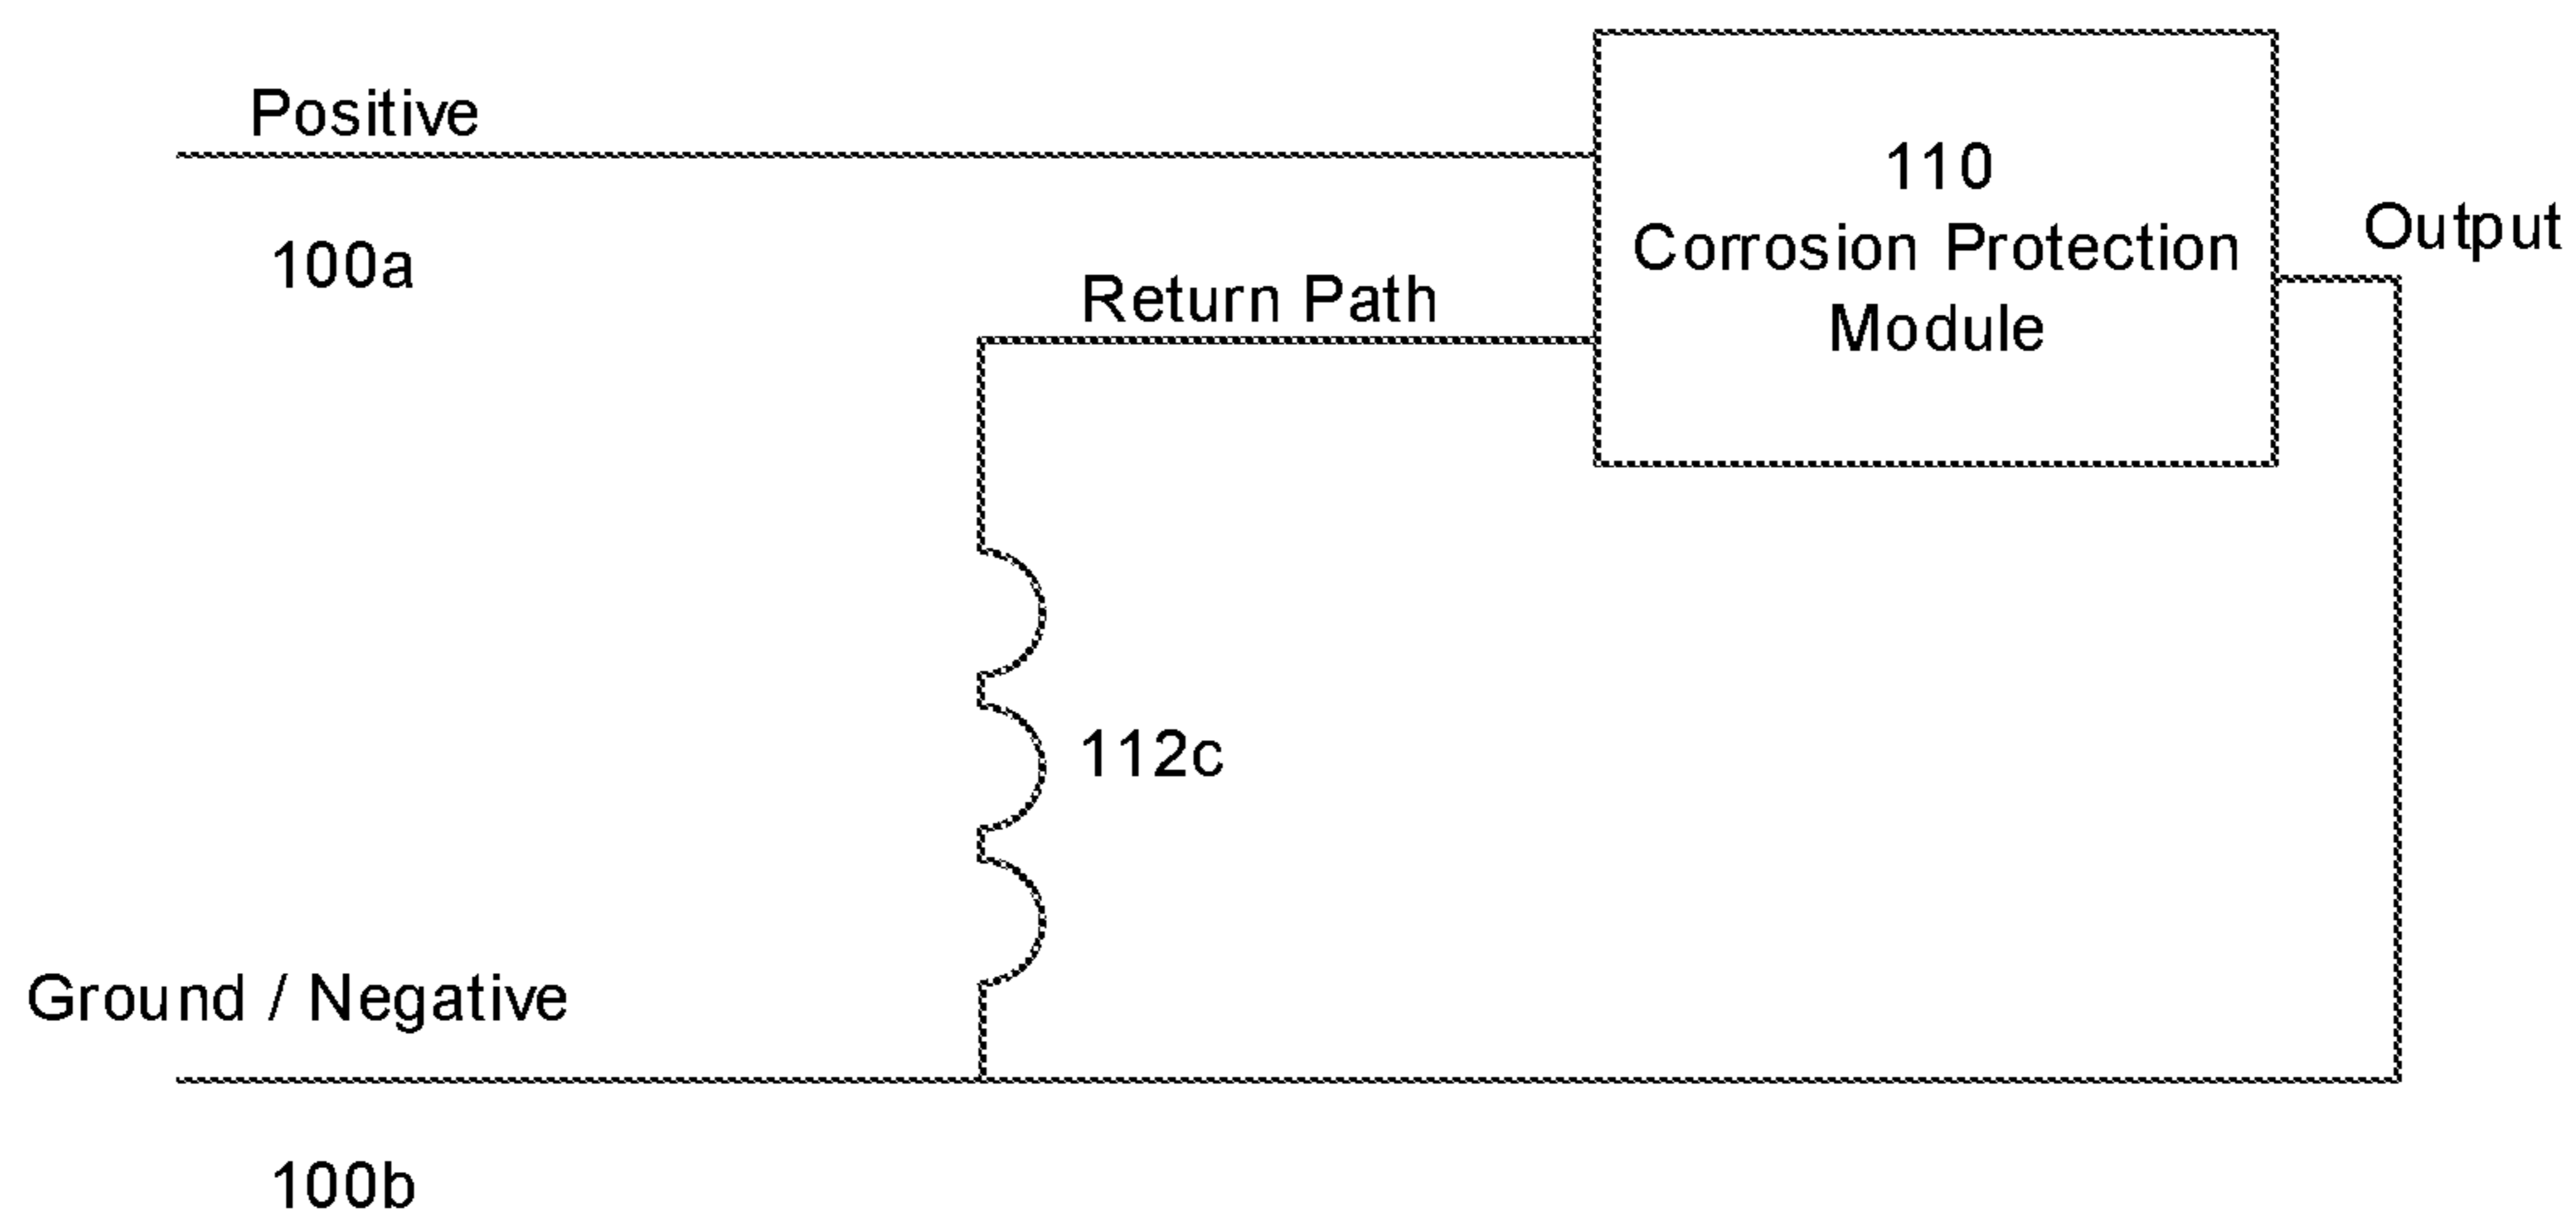 Positive
100a
110
Corrosion Protection
Module
Output
Return Path
112c
Ground / Negative
100b